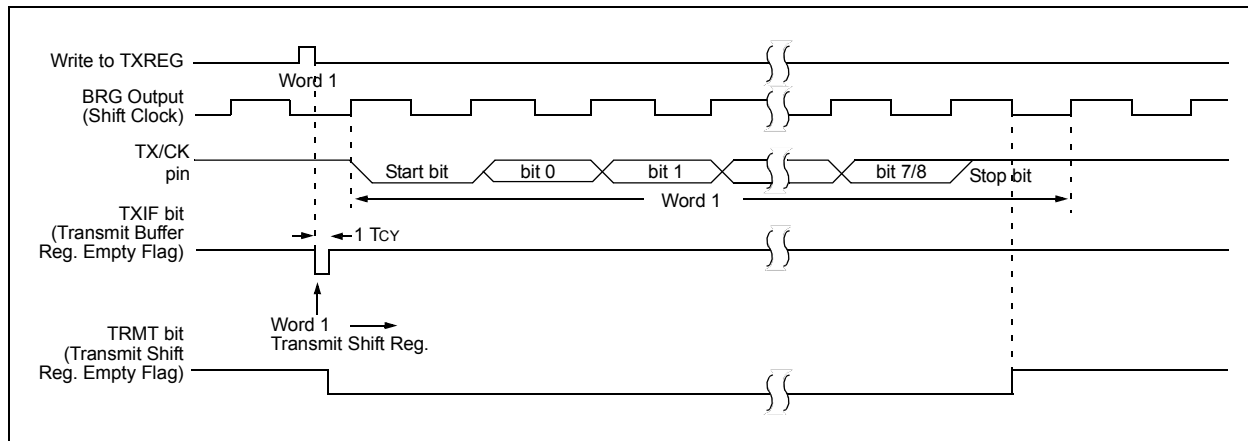 Write to TXREG
Word 1
BRG Output
(Shift Clock)
TX/CK
pin
Start bit
bit 0
bit 1
bit 7/8
Stop bit
Word 1
TXIF bit
(Transmit Buffer
Reg. Empty Flag)
1 TCY
Word 1
Transmit Shift Reg.
TRMT bit
(Transmit Shift
Reg. Empty Flag)